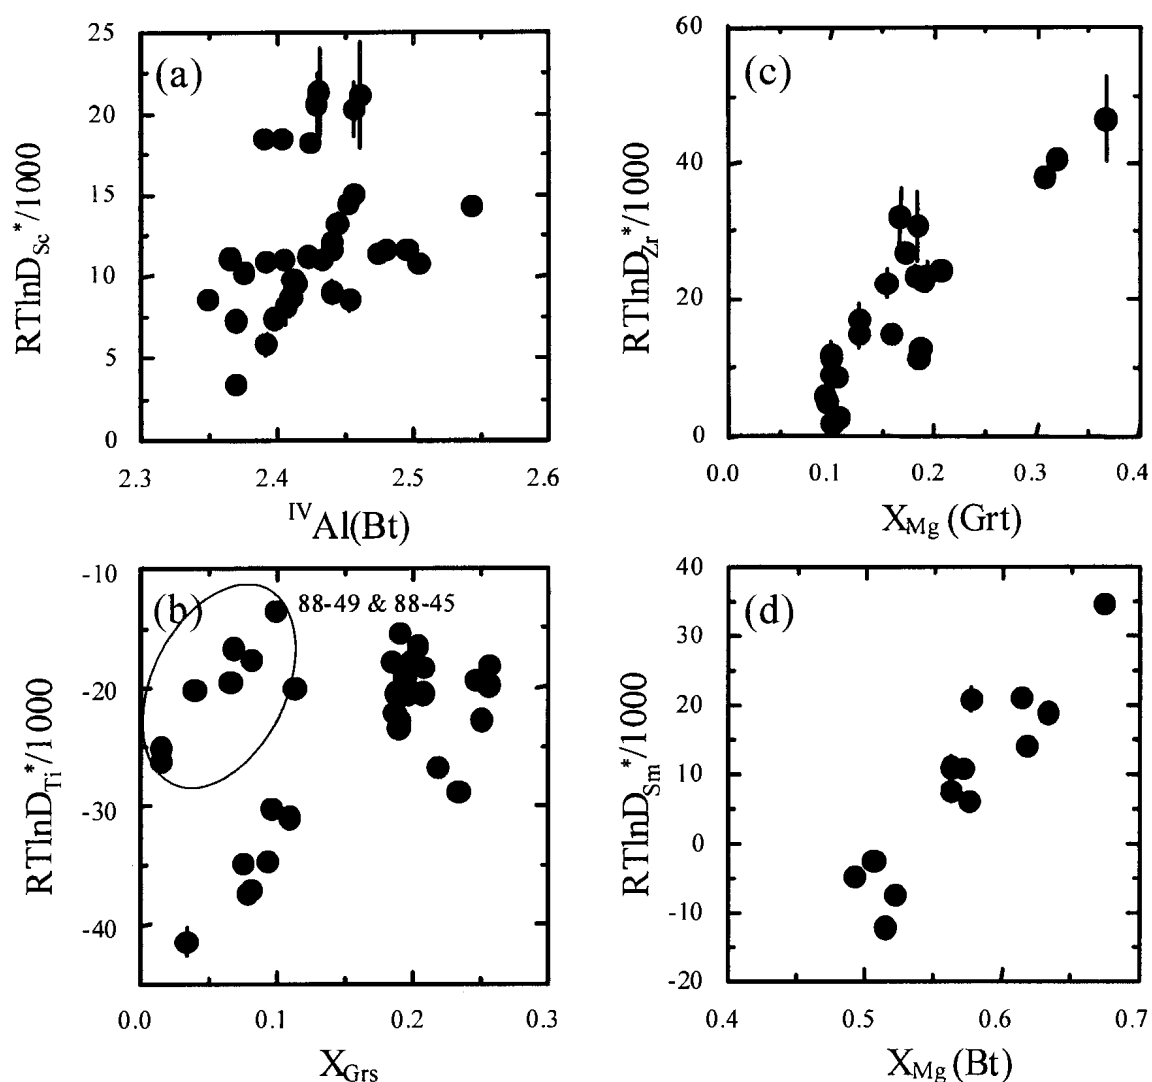 (a)
25
20
15
10
5
0
RTlnD_Sc*/1000
2.3 2.4 2.5 2.6
IVAl(Bt)
(c)
60
40
20
0
RTlnD_Zr*/1000
0.0 0.1 0.2 0.3 0.4
X_Mg (Grt)
(b)
88-49 & 88-45
-10
-20
-30
-40
RTlnD_Ti*/1000
0.0 0.1 0.2 0.3
X_Grs
(d)
40
35
20
10
0
-10
-20
RTlnD_Sm*/1000
0.4 0.5 0.6 0.7
X_Mg (Bt)